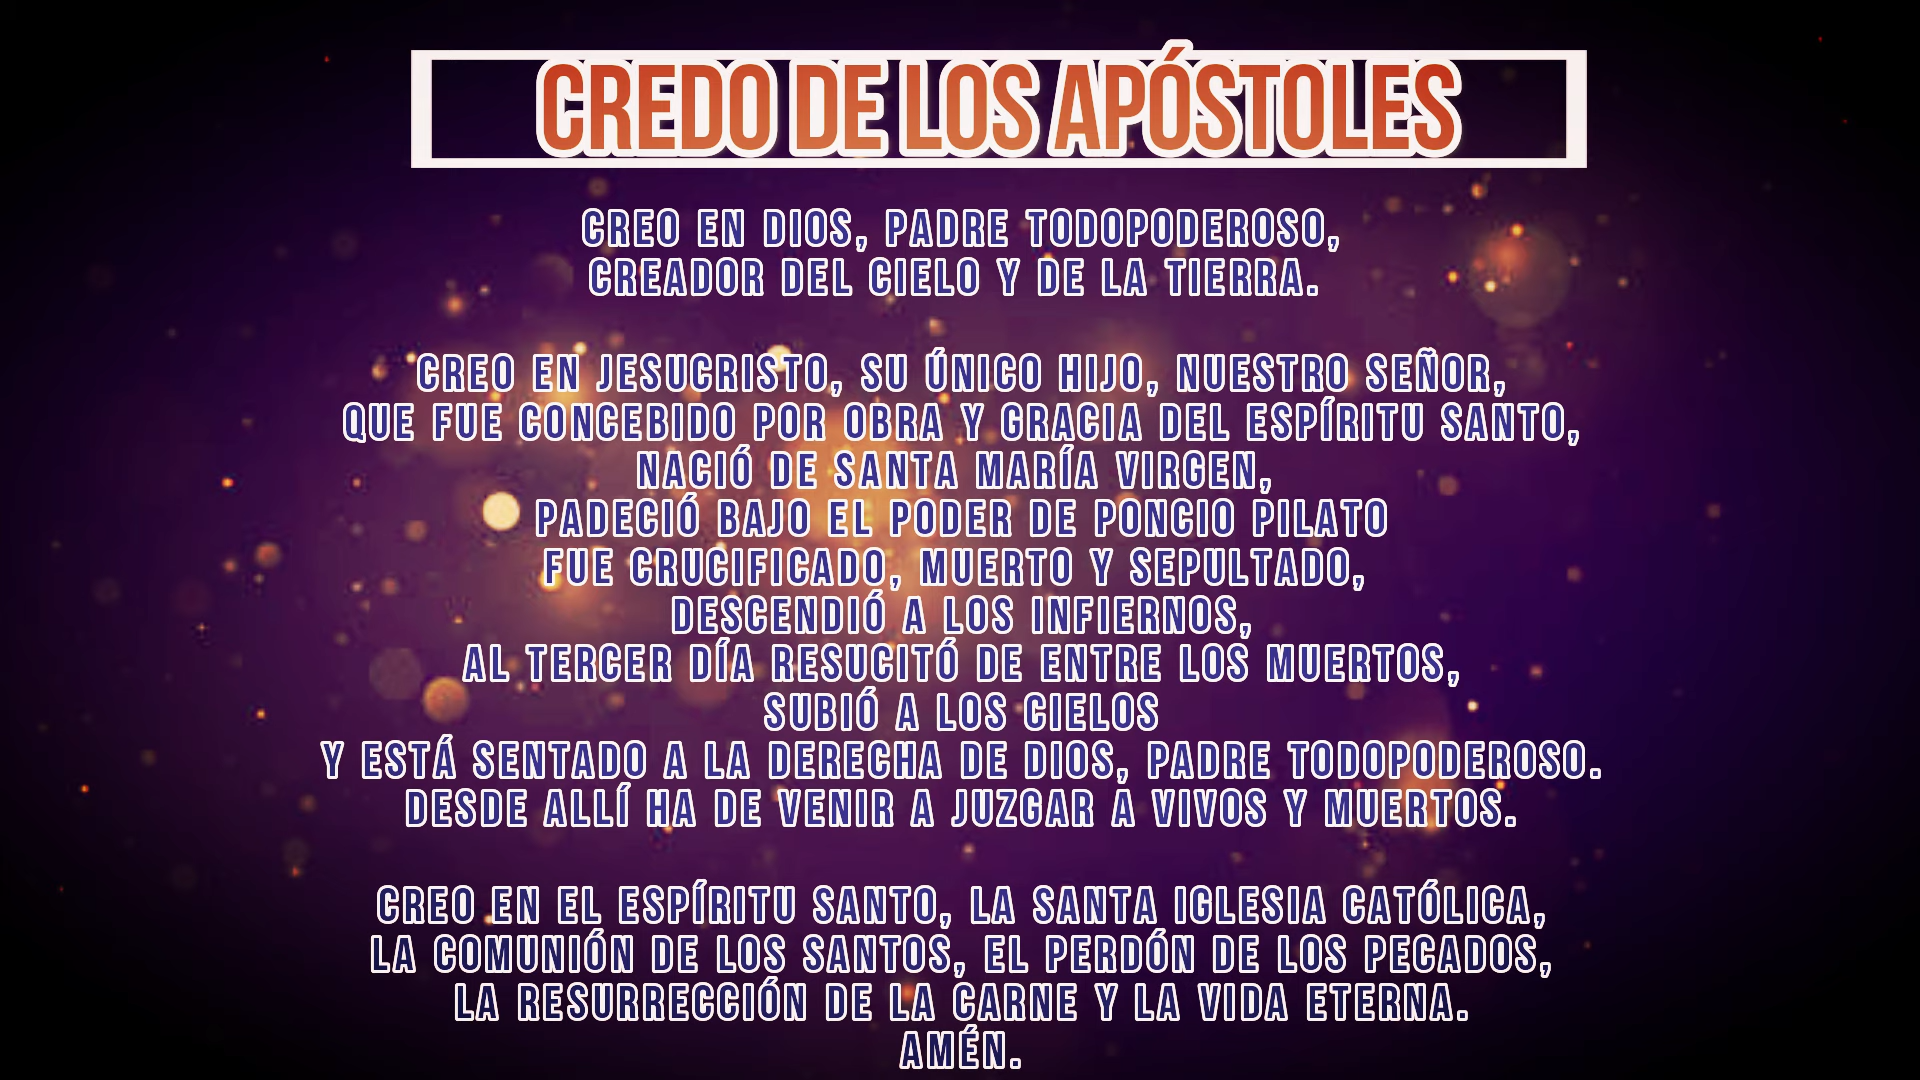 CREDO DE LOS APÓSTOLES
CREO EN DIOS, PADRE TODOPODEROSO,
CREADOR DEL CIELO Y DE LA TIERRA.
CREO EN JESUCRISTO, SU ÚNICO HIJO, NUESTRO SEÑOR,
QUE FUE CONCEBIDO POR OBRA Y GRACIA DEL ESPÍRITU SANTO,
NACIÓ DE SANTA MARÍA VIRGEN,
PADECIÓ BAJO EL PODER DE PONCIO PILATO
FUE CRUCIFICADO, MUERTO Y SEPULTADO,
DESCENDIÓ A LOS INFIERNOS,
AL TERCER DÍA RESUCITÓ DE ENTRE LOS MUERTOS,
SUBIÓ A LOS CIELOS
Y ESTÁ SENTADO A LA DERECHA DE DIOS, PADRE TODOPODEROSO.
DESDE ALLÍ HA DE VENIR A JUZGAR A VIVOS Y MUERTOS.
CREO EN EL ESPÍRITU SANTO, LA SANTA IGLESIA CATÓLICA,
LA COMUNIÓN DE LOS SANTOS, EL PERDÓN DE LOS PECADOS,
LA RESURRECCIÓN DE LA CARNE Y LA VIDA ETERNA.
AMÉN.